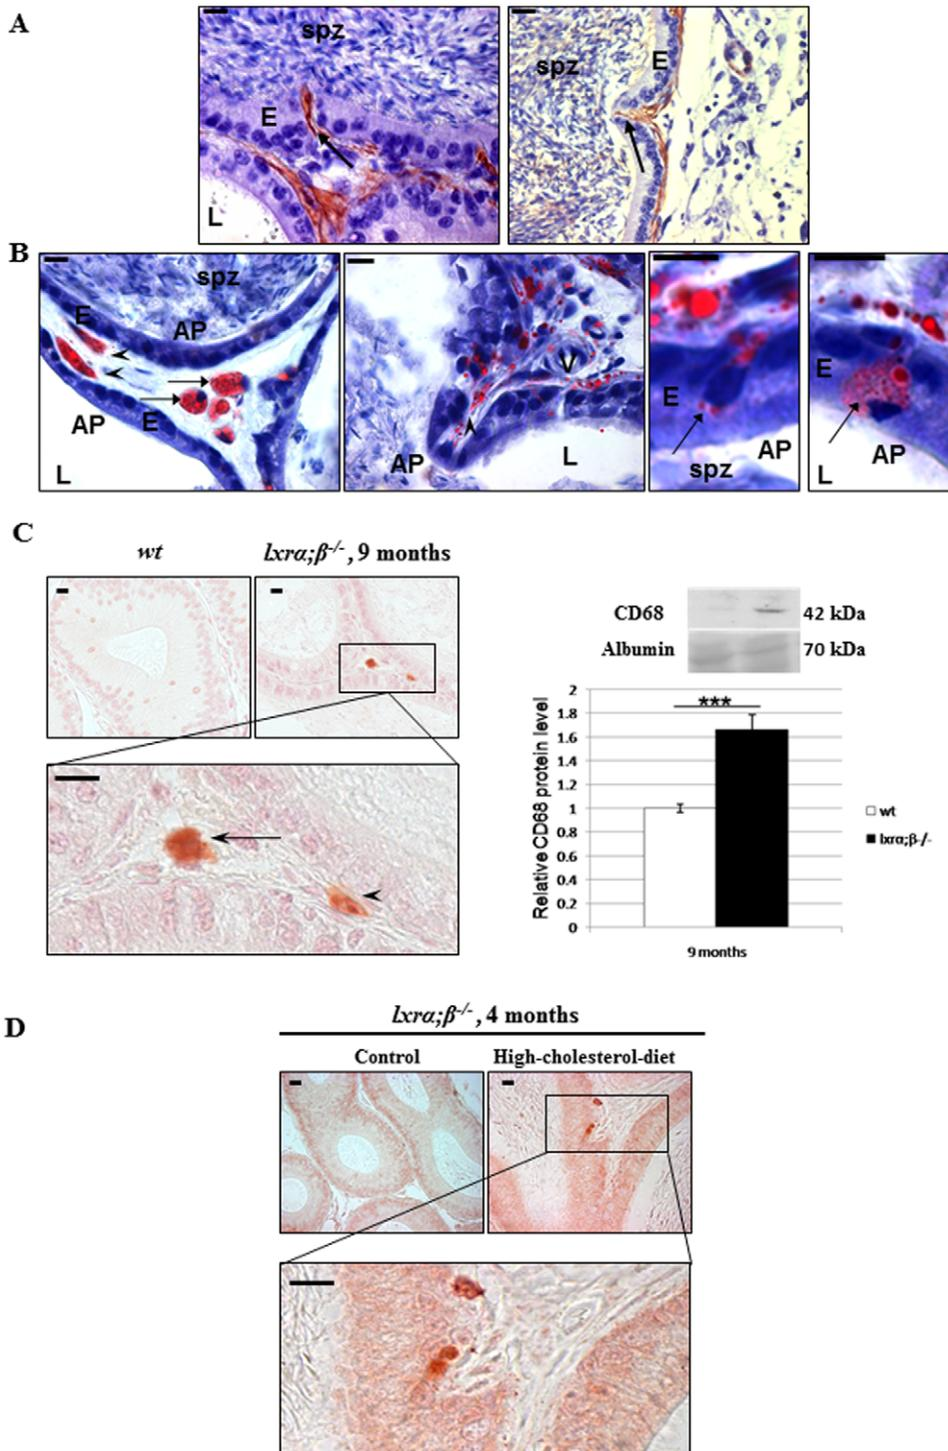 A
spz
E
L
spz
E
B
spz
E
AP
AP
E
L
V
AP
L
E
AP
spz
E
AP
L
C
wt
lxrα;β-/-, 9 months
CD68
42 kDa
Albumin
70 kDa
2
1.8
1.6
1.4
1.2
1
0.8
0.6
0.4
0.2
0
Relative CD68 protein level
***
wt
lxrα;β-/-
9 months
D
lxrα;β-/-, 4 months
Control
High-cholesterol-diet